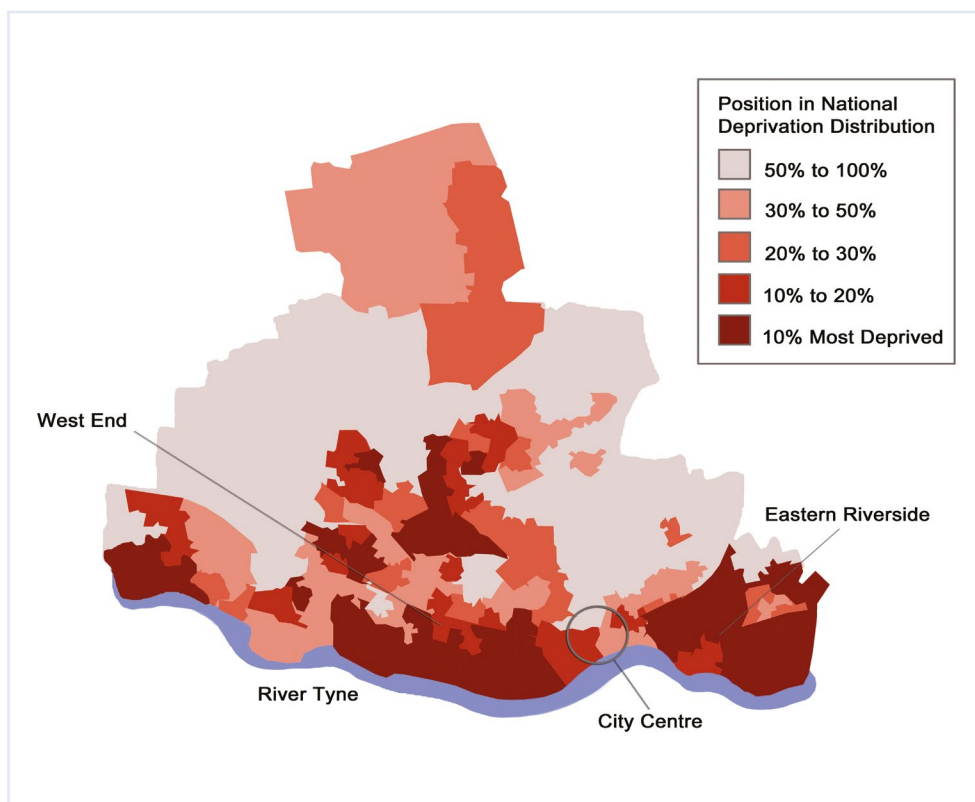 Position in National
Deprivation Distribution
50% to 100%
30% to 50%
20% to 30%
10% to 20%
10% Most Deprived
West End
Eastern Riverside
River Tyne
City Centre